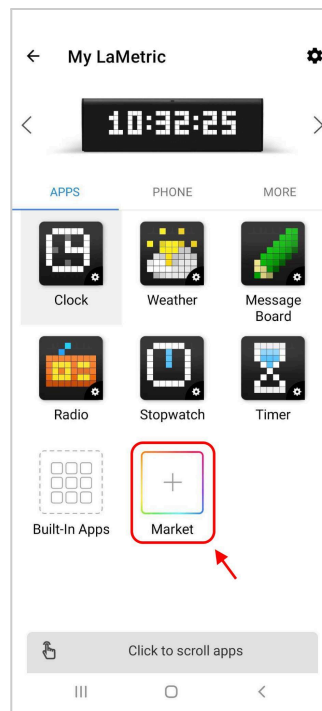 My LaMetric
10:32:25
APPS PHONE MORE
Clock Weather Message
Board
Radio Stopwatch Timer
Built-In Apps Market
Click to scroll apps